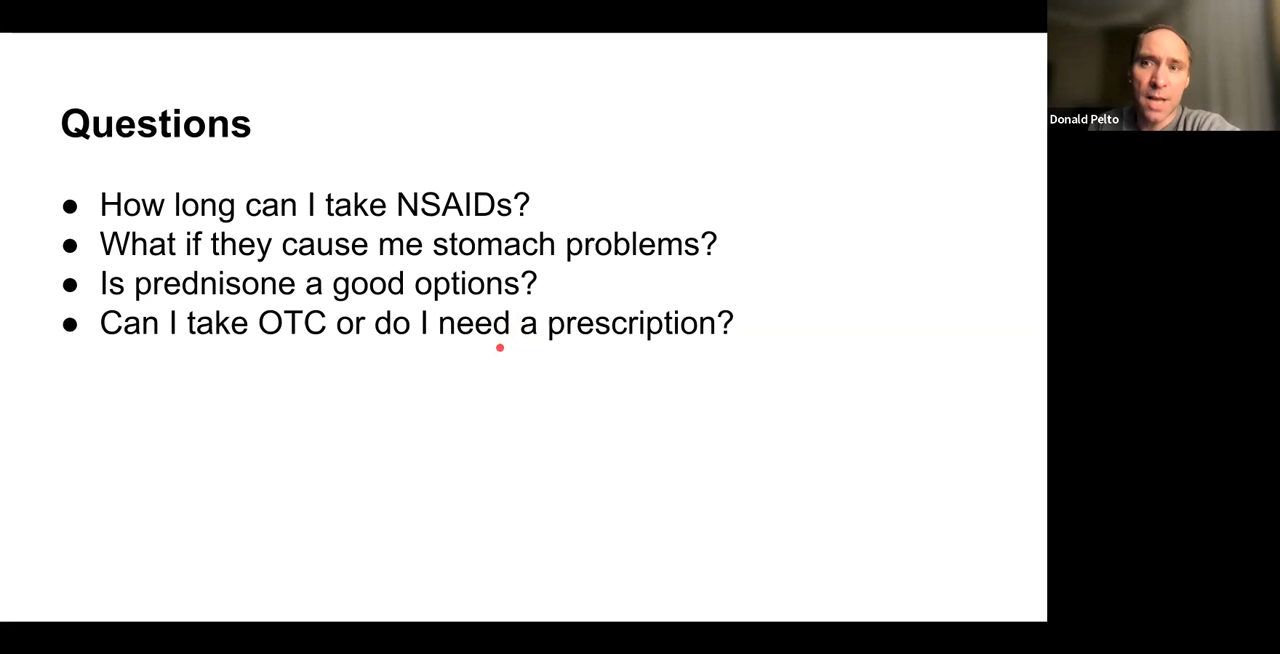 Questions
● How long can I take NSAIDs?
● What if they cause me stomach problems?
● Is prednisone a good options?
● Can I take OTC or do I need a prescription?
Donald Pelto